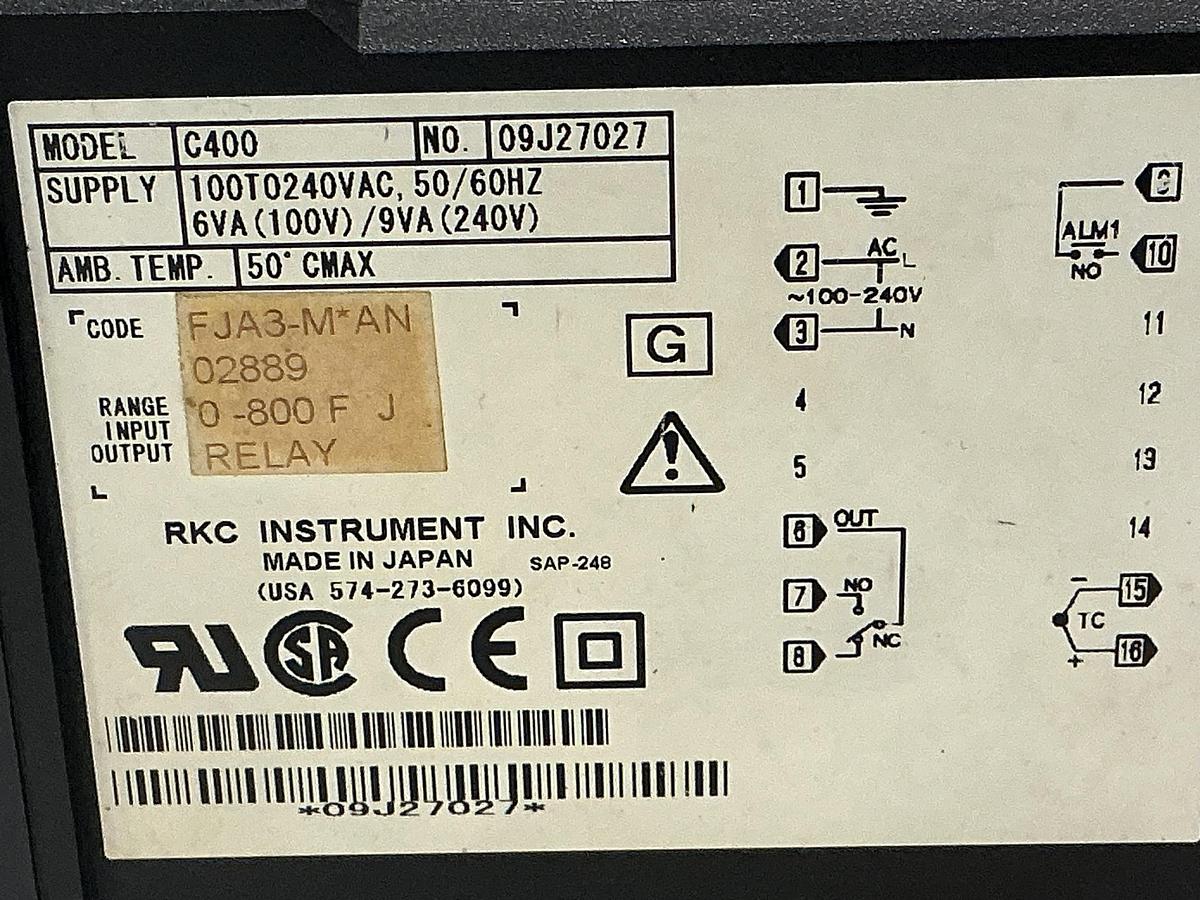 MODEL C400 NO. 09J27027
SUPPLY 100TO240VAC, 50/60HZ
6VA(100V)/9VA(240V)
AMB. TEMP. 50° CMAX
CODE FJA3-M*AN
02889
RANGE 0 -800 F J
INPUT
OUTPUT RELAY
G
RKC INSTRUMENT INC.
MADE IN JAPAN SAP-248
(USA 574-273-6099)
SA CE
*09J27027*
1
2 AC L
~100-240V
3 N
4
5
6 OUT
7 NO
8 NC
9
ALM1
10
NO
11
12
13
14
15 -
TC
16 +